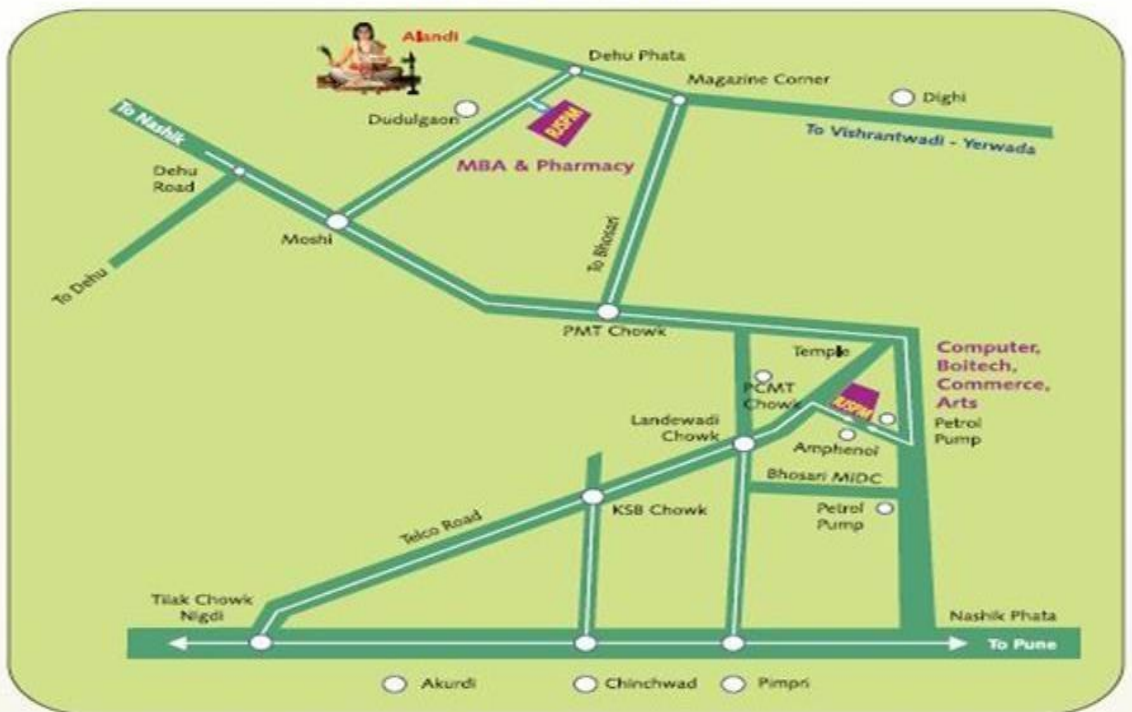 Alandi
Dehu Phata
Magazine Corner
Dighi
To Nashik
Dudulgaon
RJSPM
To Vishrantwadi - Yerwada
MBA & Pharmacy
Dehu
Road
Moshi
To Bhosari
To Dehu
PMT Chowk
Temple
Computer,
Boitech,
Commerce,
Arts
PCMT
Chowk
RJSPM
Petrol
Pump
Landewadi
Chowk
Amphenol
Bhosari MIDC
KSB Chowk
Petrol
Pump
Telco Road
Tilak Chowk
Nigdi
Nashik Phata
To Pune
Akurdi
Chinchwad
Pimpri